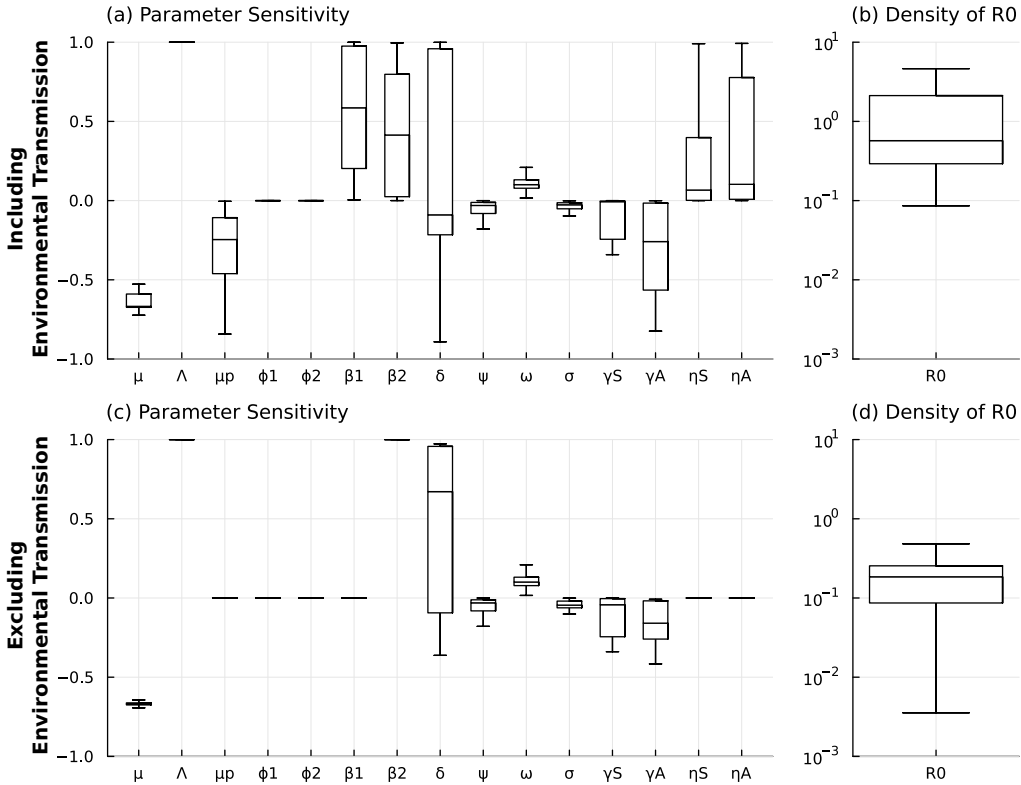 (a) Parameter Sensitivity
(b) Density of R0
Including
Environmental Transmission
1.0
0.5
0.0
−0.5
−1.0
μ Λ μp ϕ1 ϕ2 β1 β2 δ ψ ω σ γS γA ηS ηA
10^1
10^0
10^−1
10^−2
10^−3
R0
(c) Parameter Sensitivity
(d) Density of R0
Excluding
Environmental Transmission
1.0
0.5
0.0
−0.5
−1.0
μ Λ μp ϕ1 ϕ2 β1 β2 δ ψ ω σ γS γA ηS ηA
10^1
10^0
10^−1
10^−2
10^−3
R0